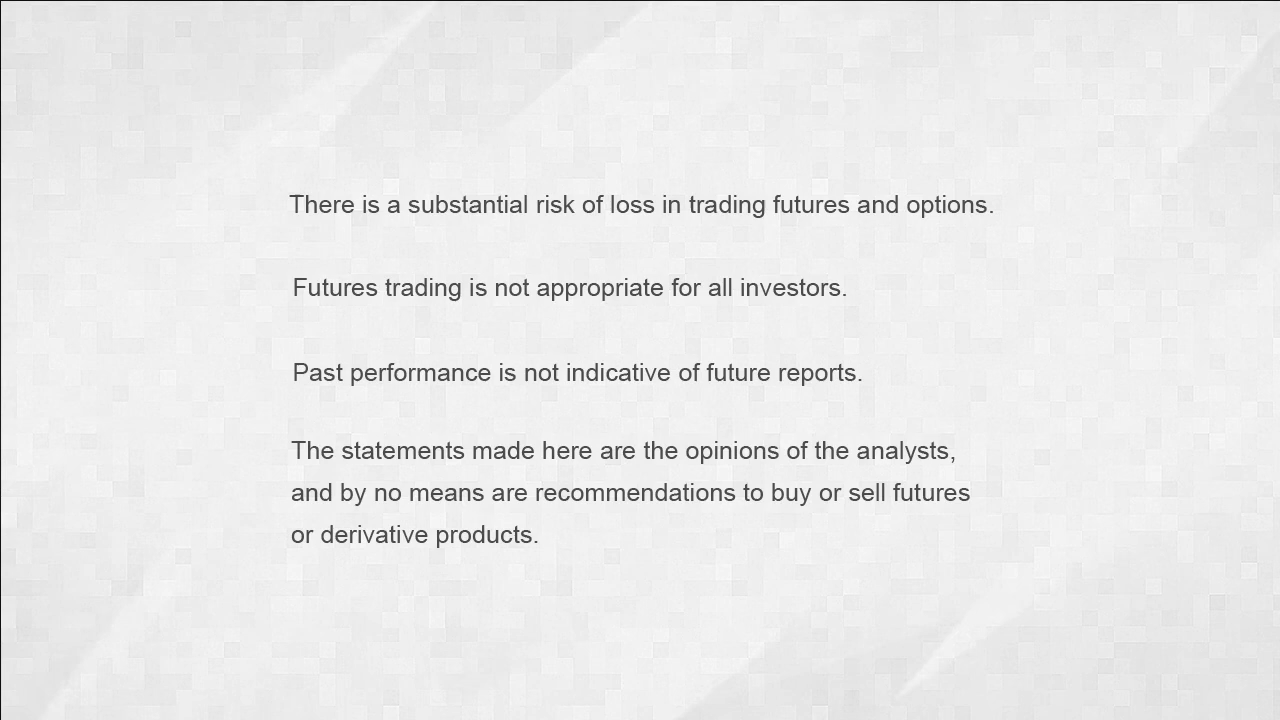 There is a substantial risk of loss in trading futures and options.
Futures trading is not appropriate for all investors.
Past performance is not indicative of future reports.
The statements made here are the opinions of the analysts,
and by no means are recommendations to buy or sell futures
or derivative products.